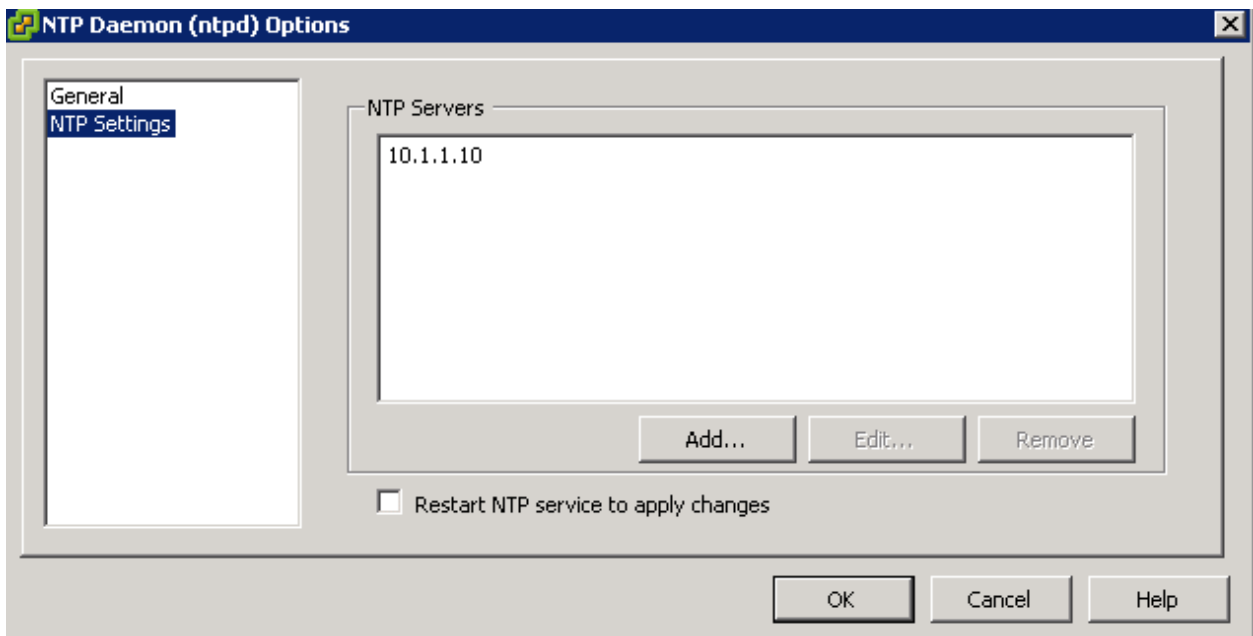 NTP Daemon (ntpd) Options
General
NTP Settings
NTP Servers
10.1.1.10
Add...
Edit...
Remove
Restart NTP service to apply changes
OK
Cancel
Help